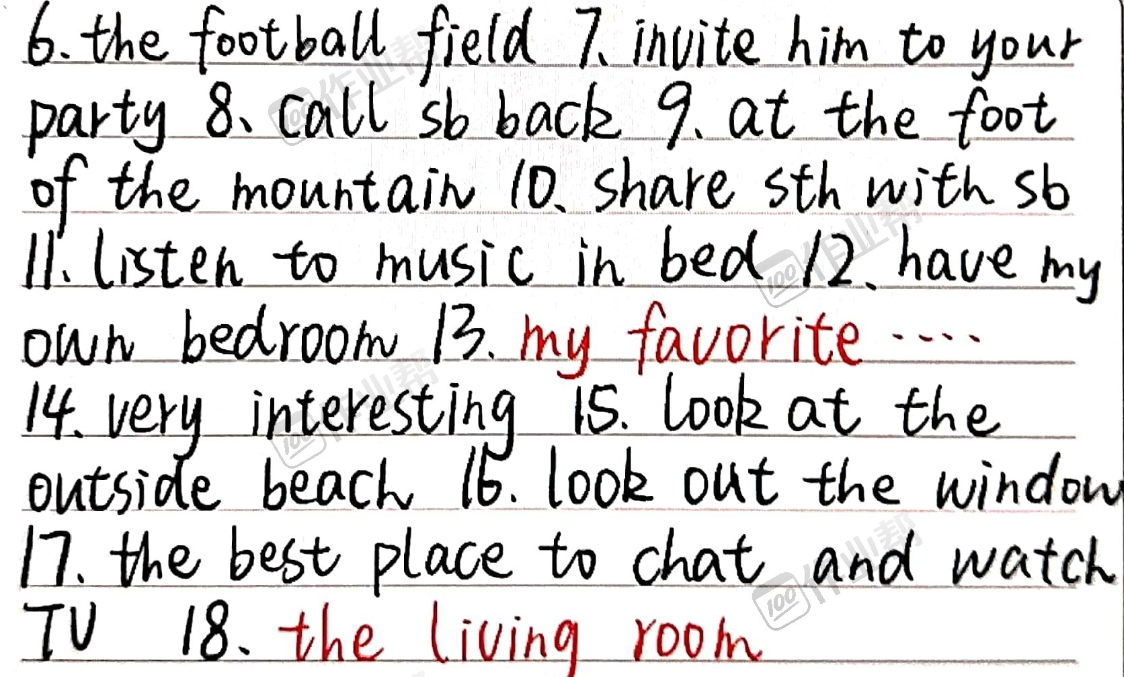 6. the football field 7、invite him to your
party 8、call sb back 9、at the foot
of the mountain 10、share sth with sb
11、listen to music in bed 12、have my
own bedroom 13. my favorite ····
14. very interesting 15. look at the
outside beach 16. look out the window
17. the best place to chat and watch
TV 18、the living room